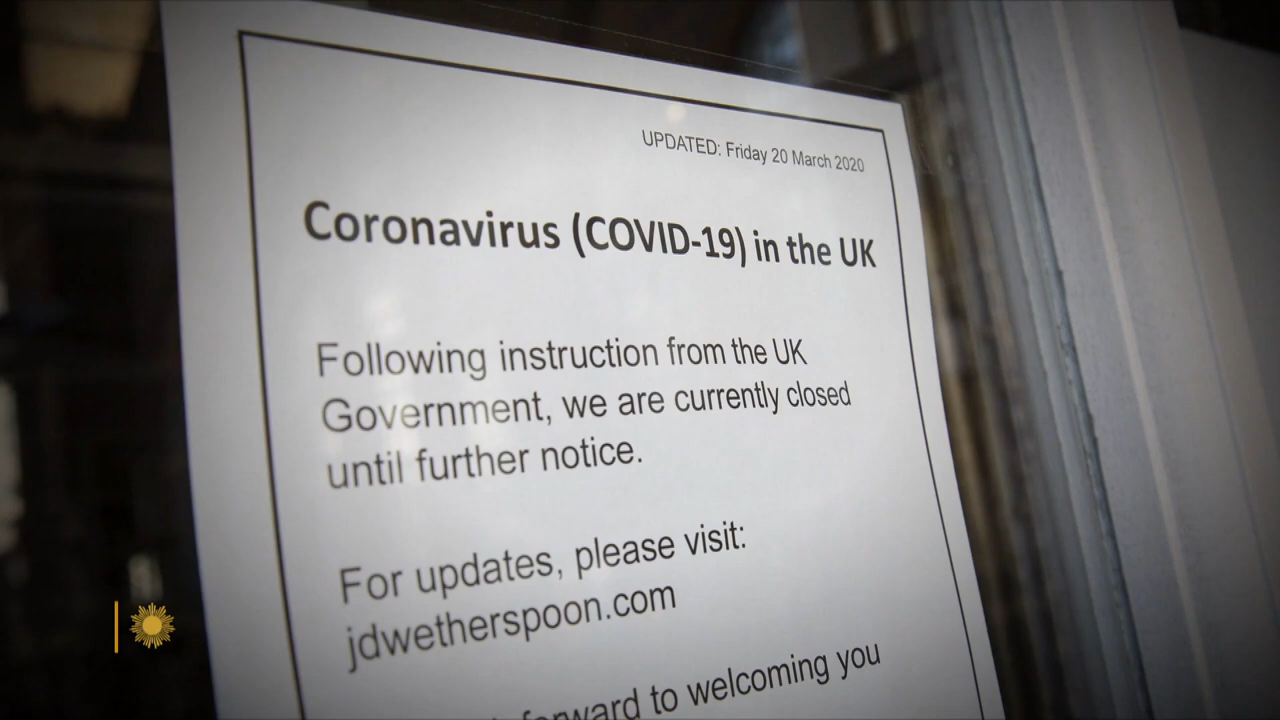 UPDATED: Friday 20 March 2020
Coronavirus (COVID-19) in the UK
Following instruction from the UK
Government, we are currently closed
until further notice.
For updates, please visit:
jdwetherspoon.com
forward to welcoming you